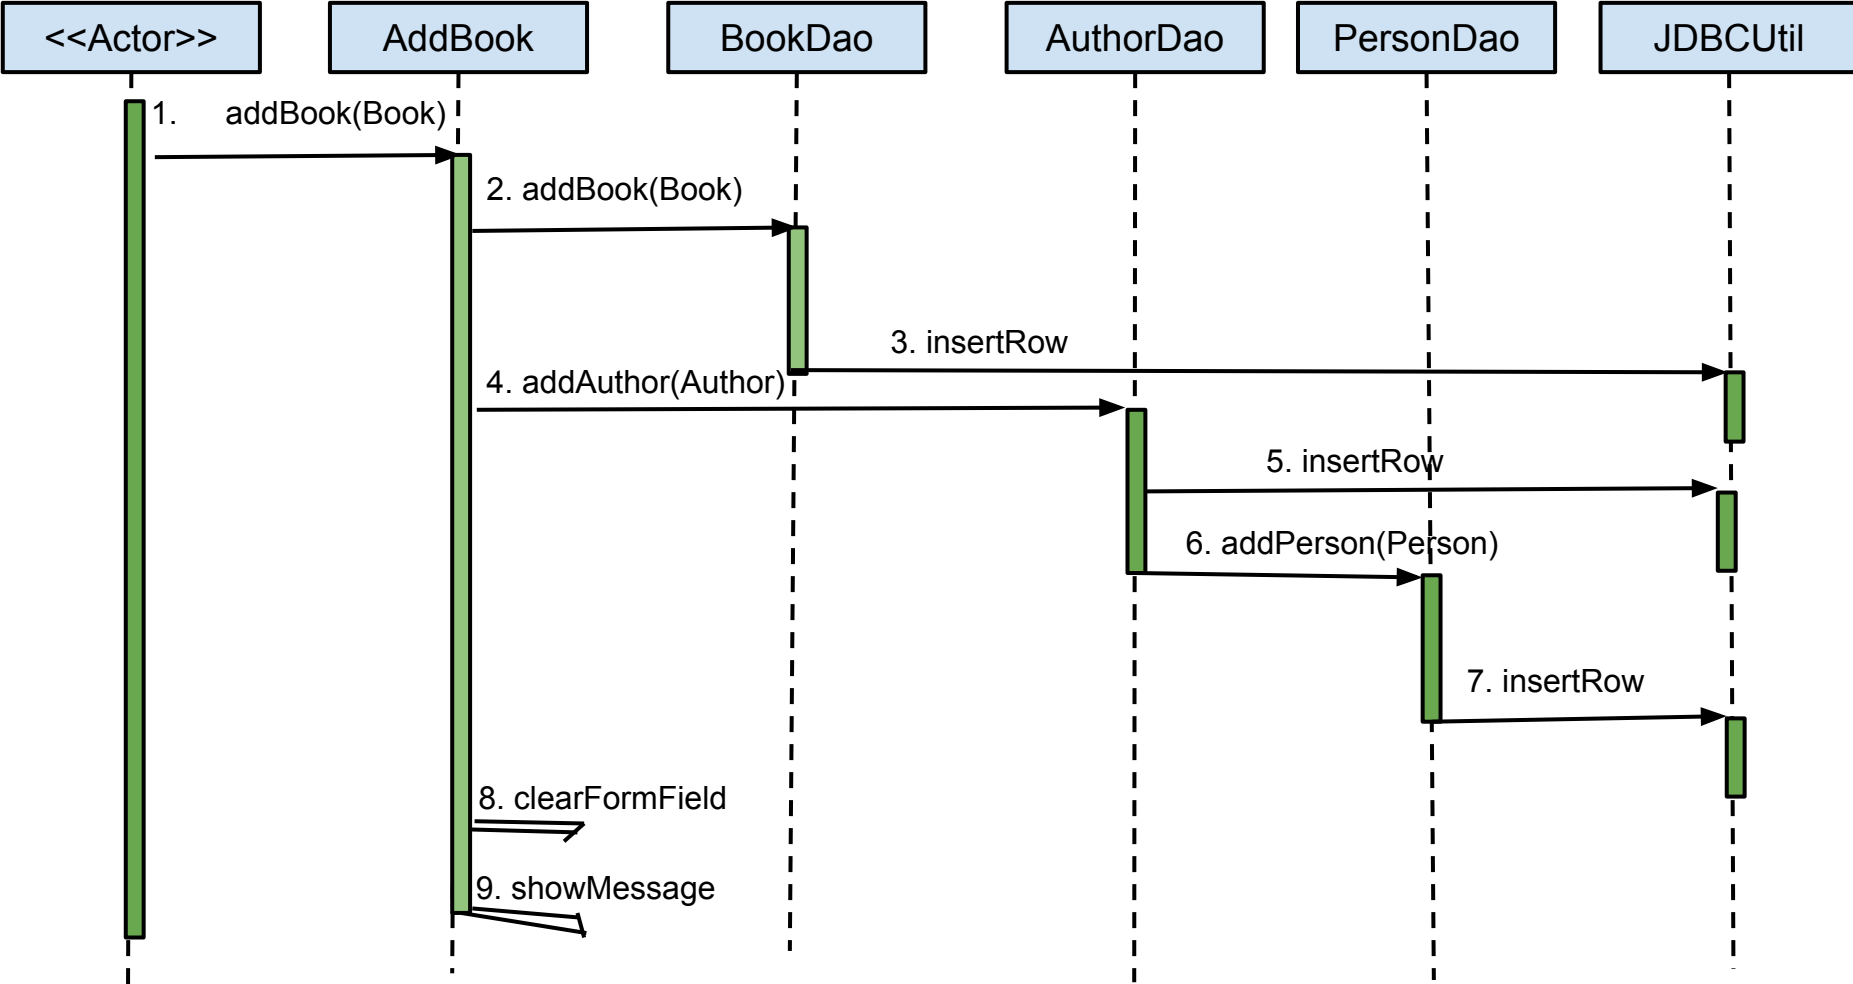 <<Actor>>
AddBook
BookDao
AuthorDao
PersonDao
JDBCUtil
1. addBook(Book)
2. addBook(Book)
3. insertRow
4. addAuthor(Author)
5. insertRow
6. addPerson(Person)
7. insertRow
8. clearFormField
9. showMessage